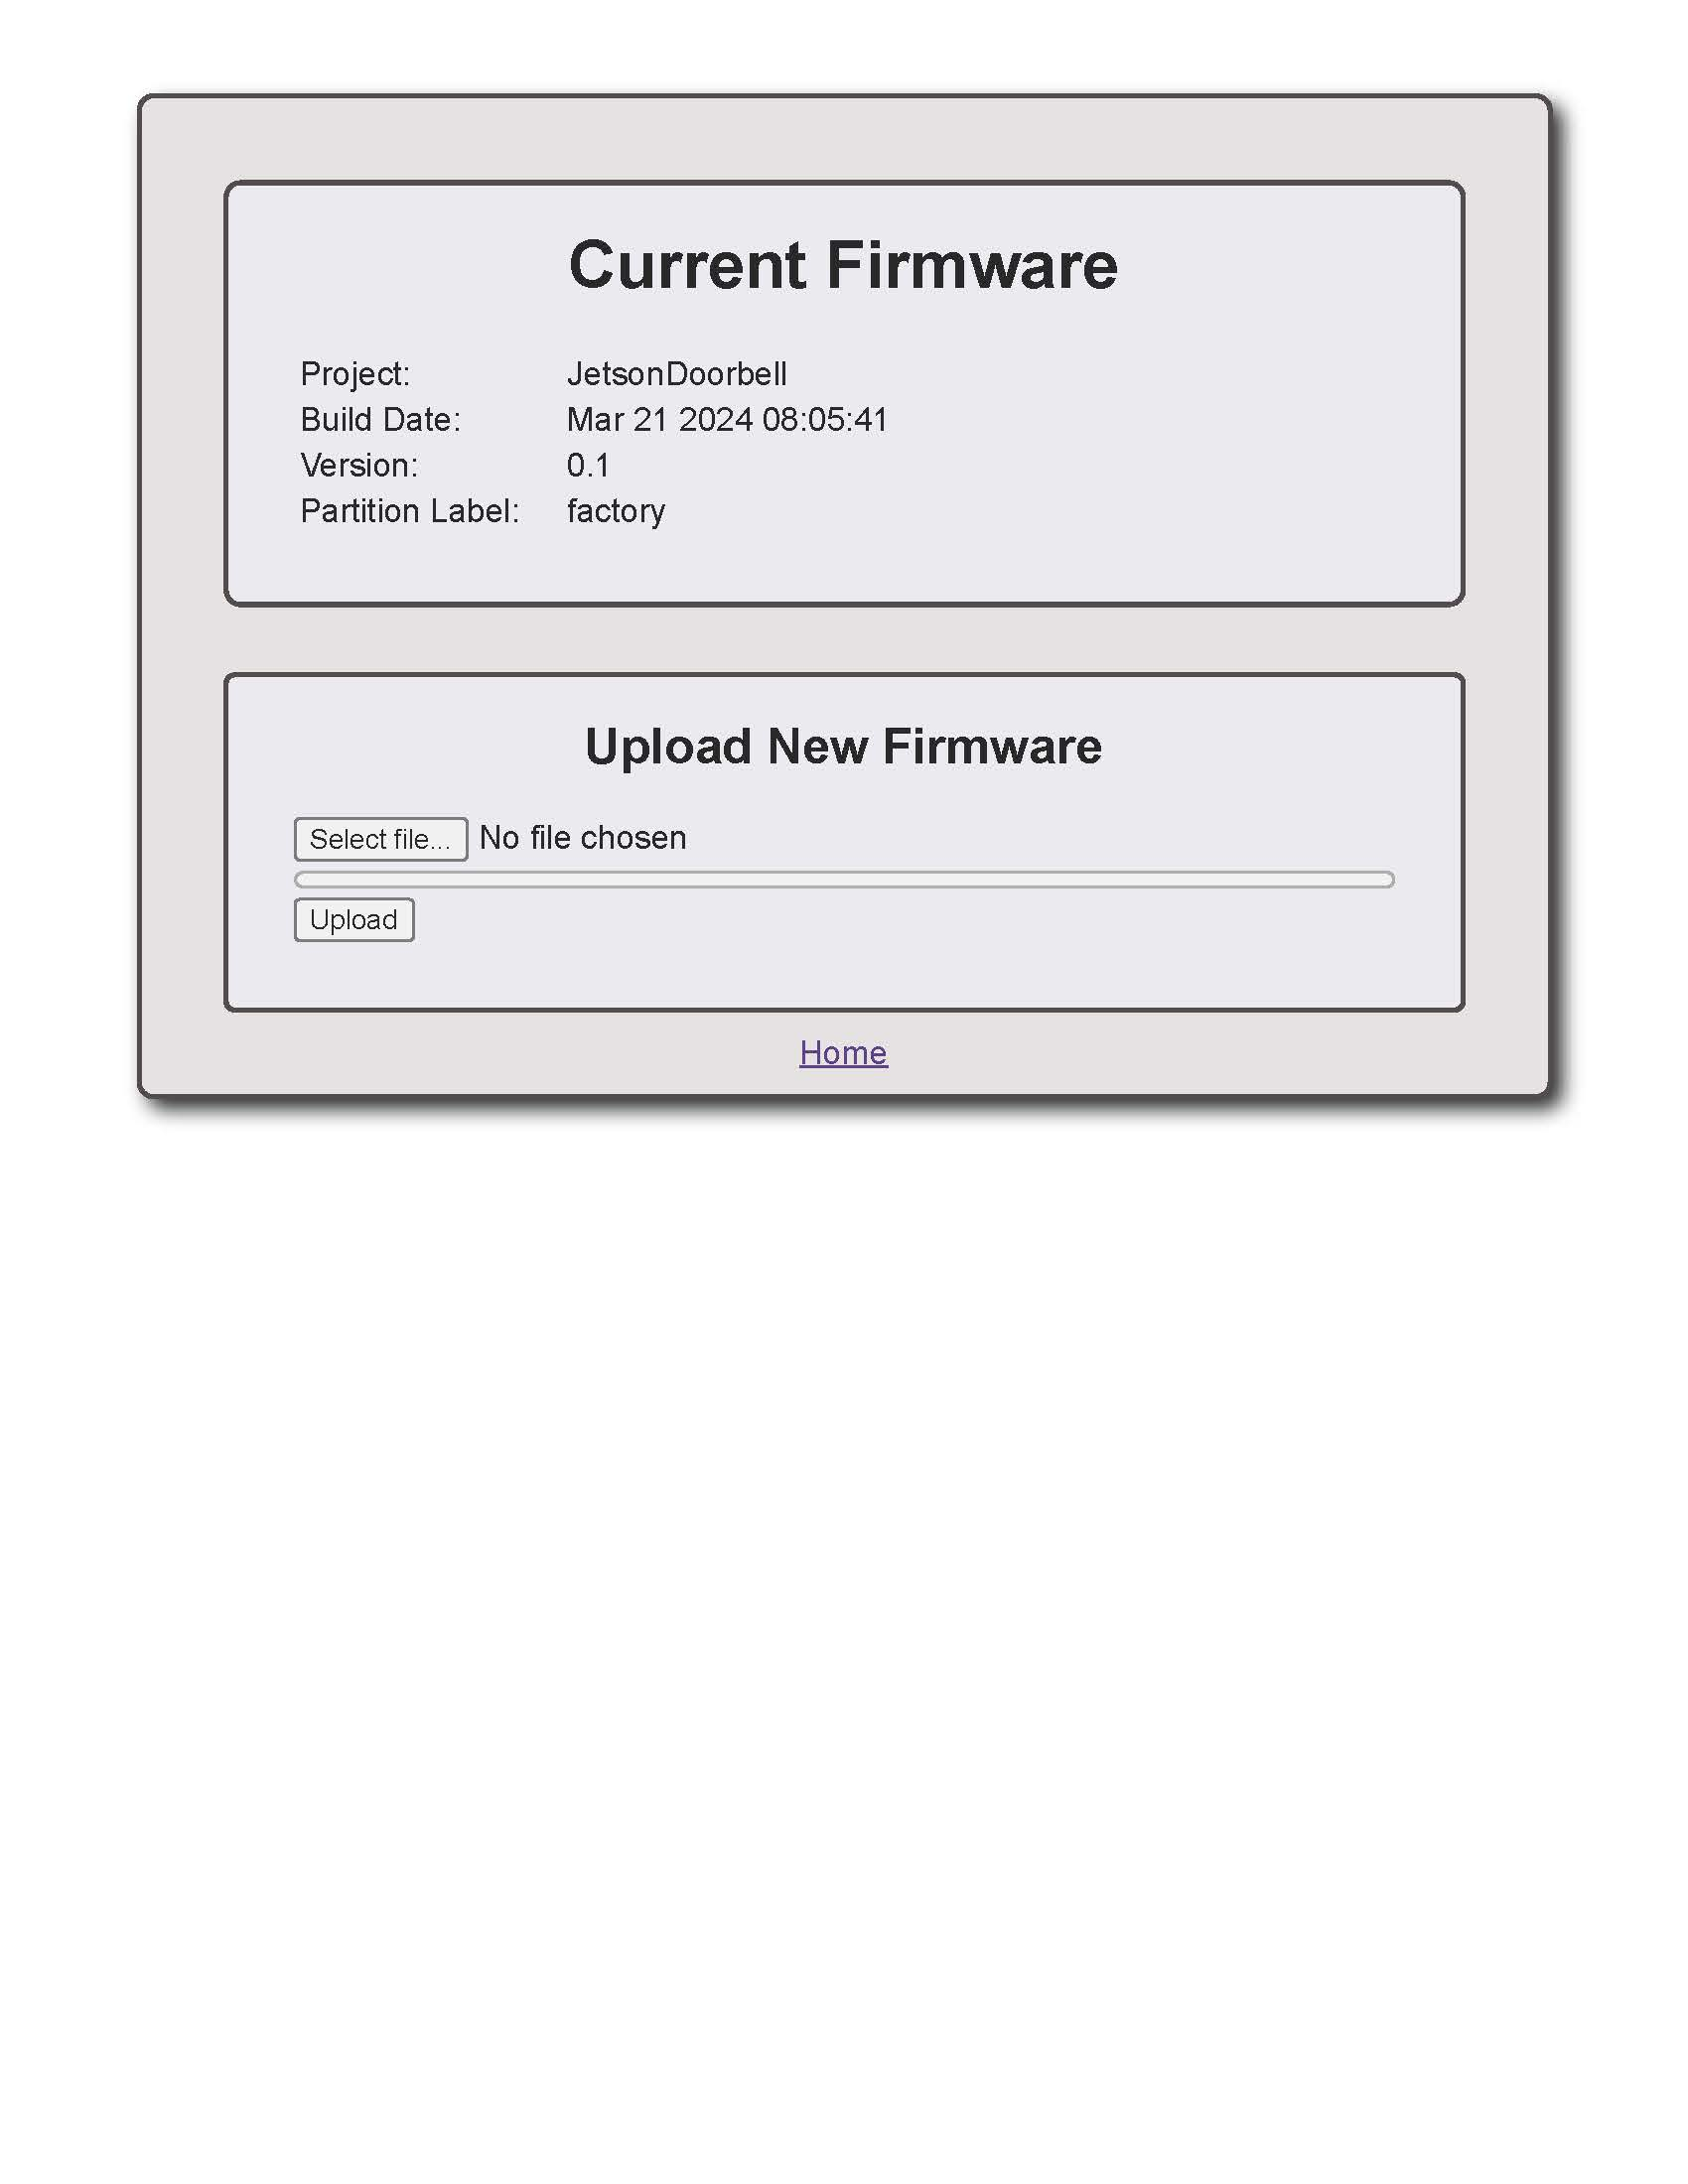 Current Firmware
Project: JetsonDoorbell
Build Date: Mar 21 2024 08:05:41
Version: 0.1
Partition Label: factory
Upload New Firmware
Select file... No file chosen
Upload
Home